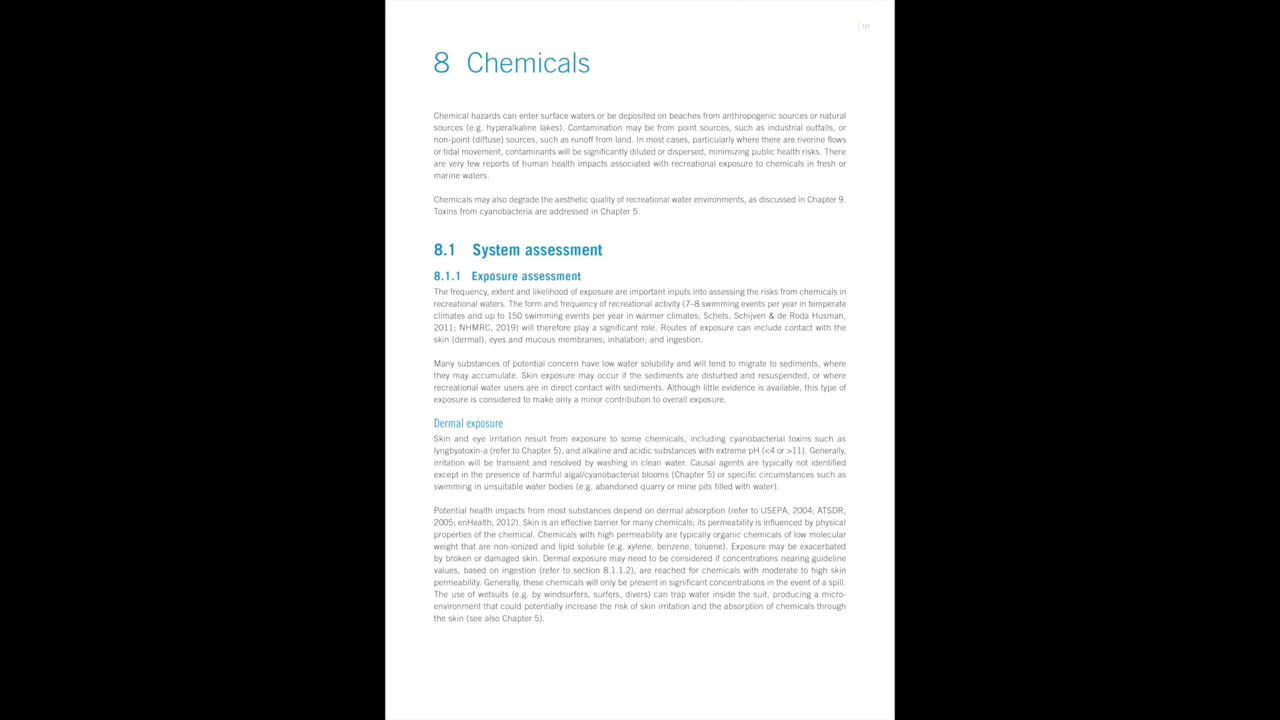 131
8 Chemicals
Chemical hazards can enter surface waters or be deposited on beaches from anthropogenic sources or natural
sources (e.g. hyperalkaline lakes). Contamination may be from point sources, such as industrial outfalls, or
non-point (diffuse) sources, such as runoff from land. In most cases, particularly where there are riverine flows
or tidal movement, contaminants will be significantly diluted or dispersed, minimizing public health risks. There
are very few reports of human health impacts associated with recreational exposure to chemicals in fresh or
marine waters.
Chemicals may also degrade the aesthetic quality of recreational water environments, as discussed in Chapter 9.
Toxins from cyanobacteria are addressed in Chapter 5.
8.1 System assessment
8.1.1 Exposure assessment
The frequency, extent and likelihood of exposure are important inputs into assessing the risks from chemicals in
recreational waters. The form and frequency of recreational activity (7–8 swimming events per year in temperate
climates and up to 150 swimming events per year in warmer climates; Schets, Schijven & de Roda Husman,
2011; NHMRC, 2019) will therefore play a significant role. Routes of exposure can include contact with the
skin (dermal), eyes and mucous membranes; inhalation; and ingestion.
Many substances of potential concern have low water solubility and will tend to migrate to sediments, where
they may accumulate. Skin exposure may occur if the sediments are disturbed and resuspended, or where
recreational water users are in direct contact with sediments. Although little evidence is available, this type of
exposure is considered to make only a minor contribution to overall exposure.
Dermal exposure
Skin and eye irritation result from exposure to some chemicals, including cyanobacterial toxins such as
lyngbyatoxin-a (refer to Chapter 5), and alkaline and acidic substances with extreme pH (<4 or >11). Generally,
irritation will be transient and resolved by washing in clean water. Causal agents are typically not identified
except in the presence of harmful algal/cyanobacterial blooms (Chapter 5) or specific circumstances such as
swimming in unsuitable water bodies (e.g. abandoned quarry or mine pits filled with water).
Potential health impacts from most substances depend on dermal absorption (refer to USEPA, 2004; ATSDR,
2005; enHealth, 2012). Skin is an effective barrier for many chemicals; its permeability is influenced by physical
properties of the chemical. Chemicals with high permeability are typically organic chemicals of low molecular
weight that are non-ionized and lipid soluble (e.g. xylene, benzene, toluene). Exposure may be exacerbated
by broken or damaged skin. Dermal exposure may need to be considered if concentrations nearing guideline
values, based on ingestion (refer to section 8.1.1.2), are reached for chemicals with moderate to high skin
permeability. Generally, these chemicals will only be present in significant concentrations in the event of a spill.
The use of wetsuits (e.g. by windsurfers, surfers, divers) can trap water inside the suit, producing a micro-
environment that could potentially increase the risk of skin irritation and the absorption of chemicals through
the skin (see also Chapter 5).